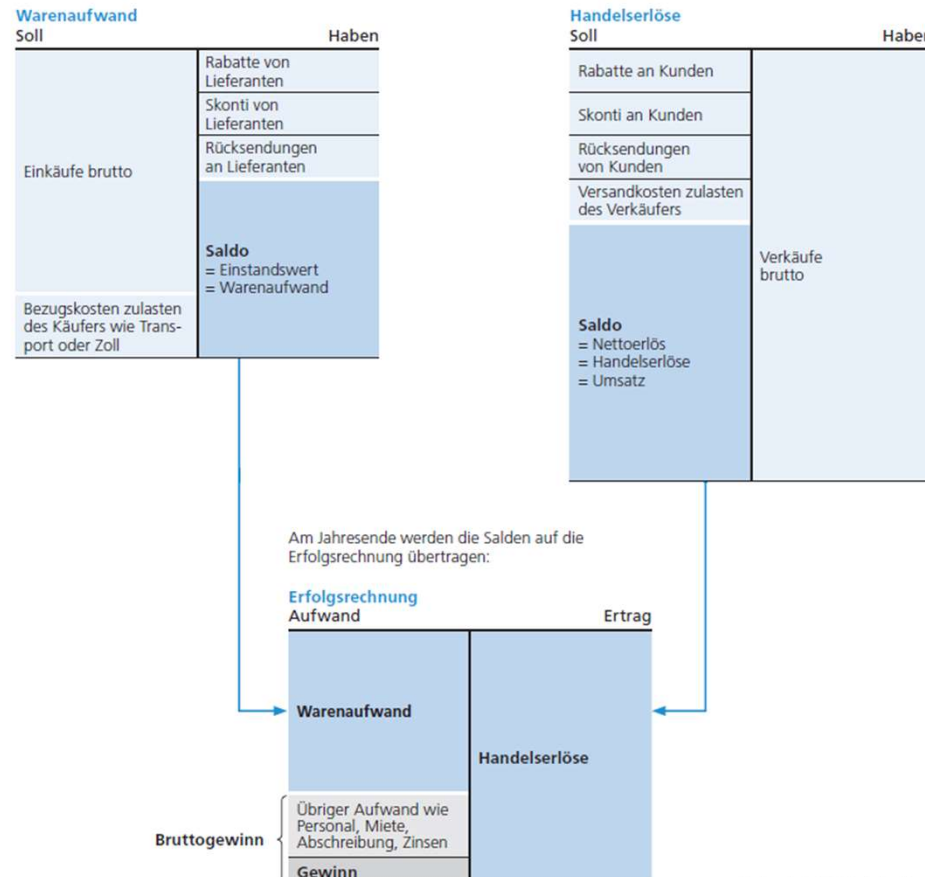 Warenaufwand
Soll Haben
Einkäufe brutto
Bezugskosten zulasten
des Käufers wie Trans-
port oder Zoll
Rabatte von
Lieferanten
Skonti von
Lieferanten
Rücksendungen
an Lieferanten
Saldo
= Einstandswert
= Warenaufwand
Handelserlöse
Soll Haben
Rabatte an Kunden
Skonti an Kunden
Rücksendungen
von Kunden
Versandkosten zulasten
des Verkäufers
Saldo
= Nettoerlös
= Handelserlöse
= Umsatz
Verkäufe
brutto
Am Jahresende werden die Salden auf die
Erfolgsrechnung übertragen:
Erfolgsrechnung
Aufwand Ertrag
Warenaufwand
Handelserlöse
Bruttogewinn
Übriger Aufwand wie
Personal, Miete,
Abschreibung, Zinsen
Gewinn